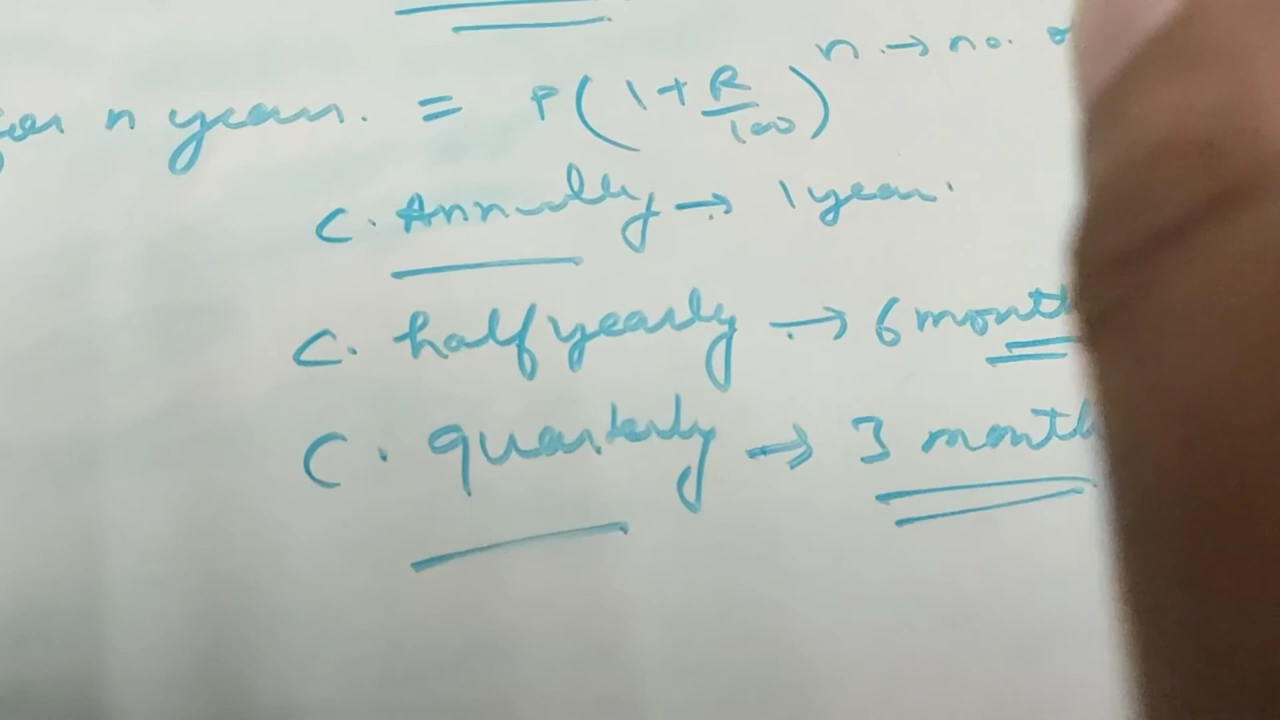 n years. = P(1+R/100)^n → no.
C. Annually → 1 year.
C. half yearly → 6 month
C. quarterly → 3 month